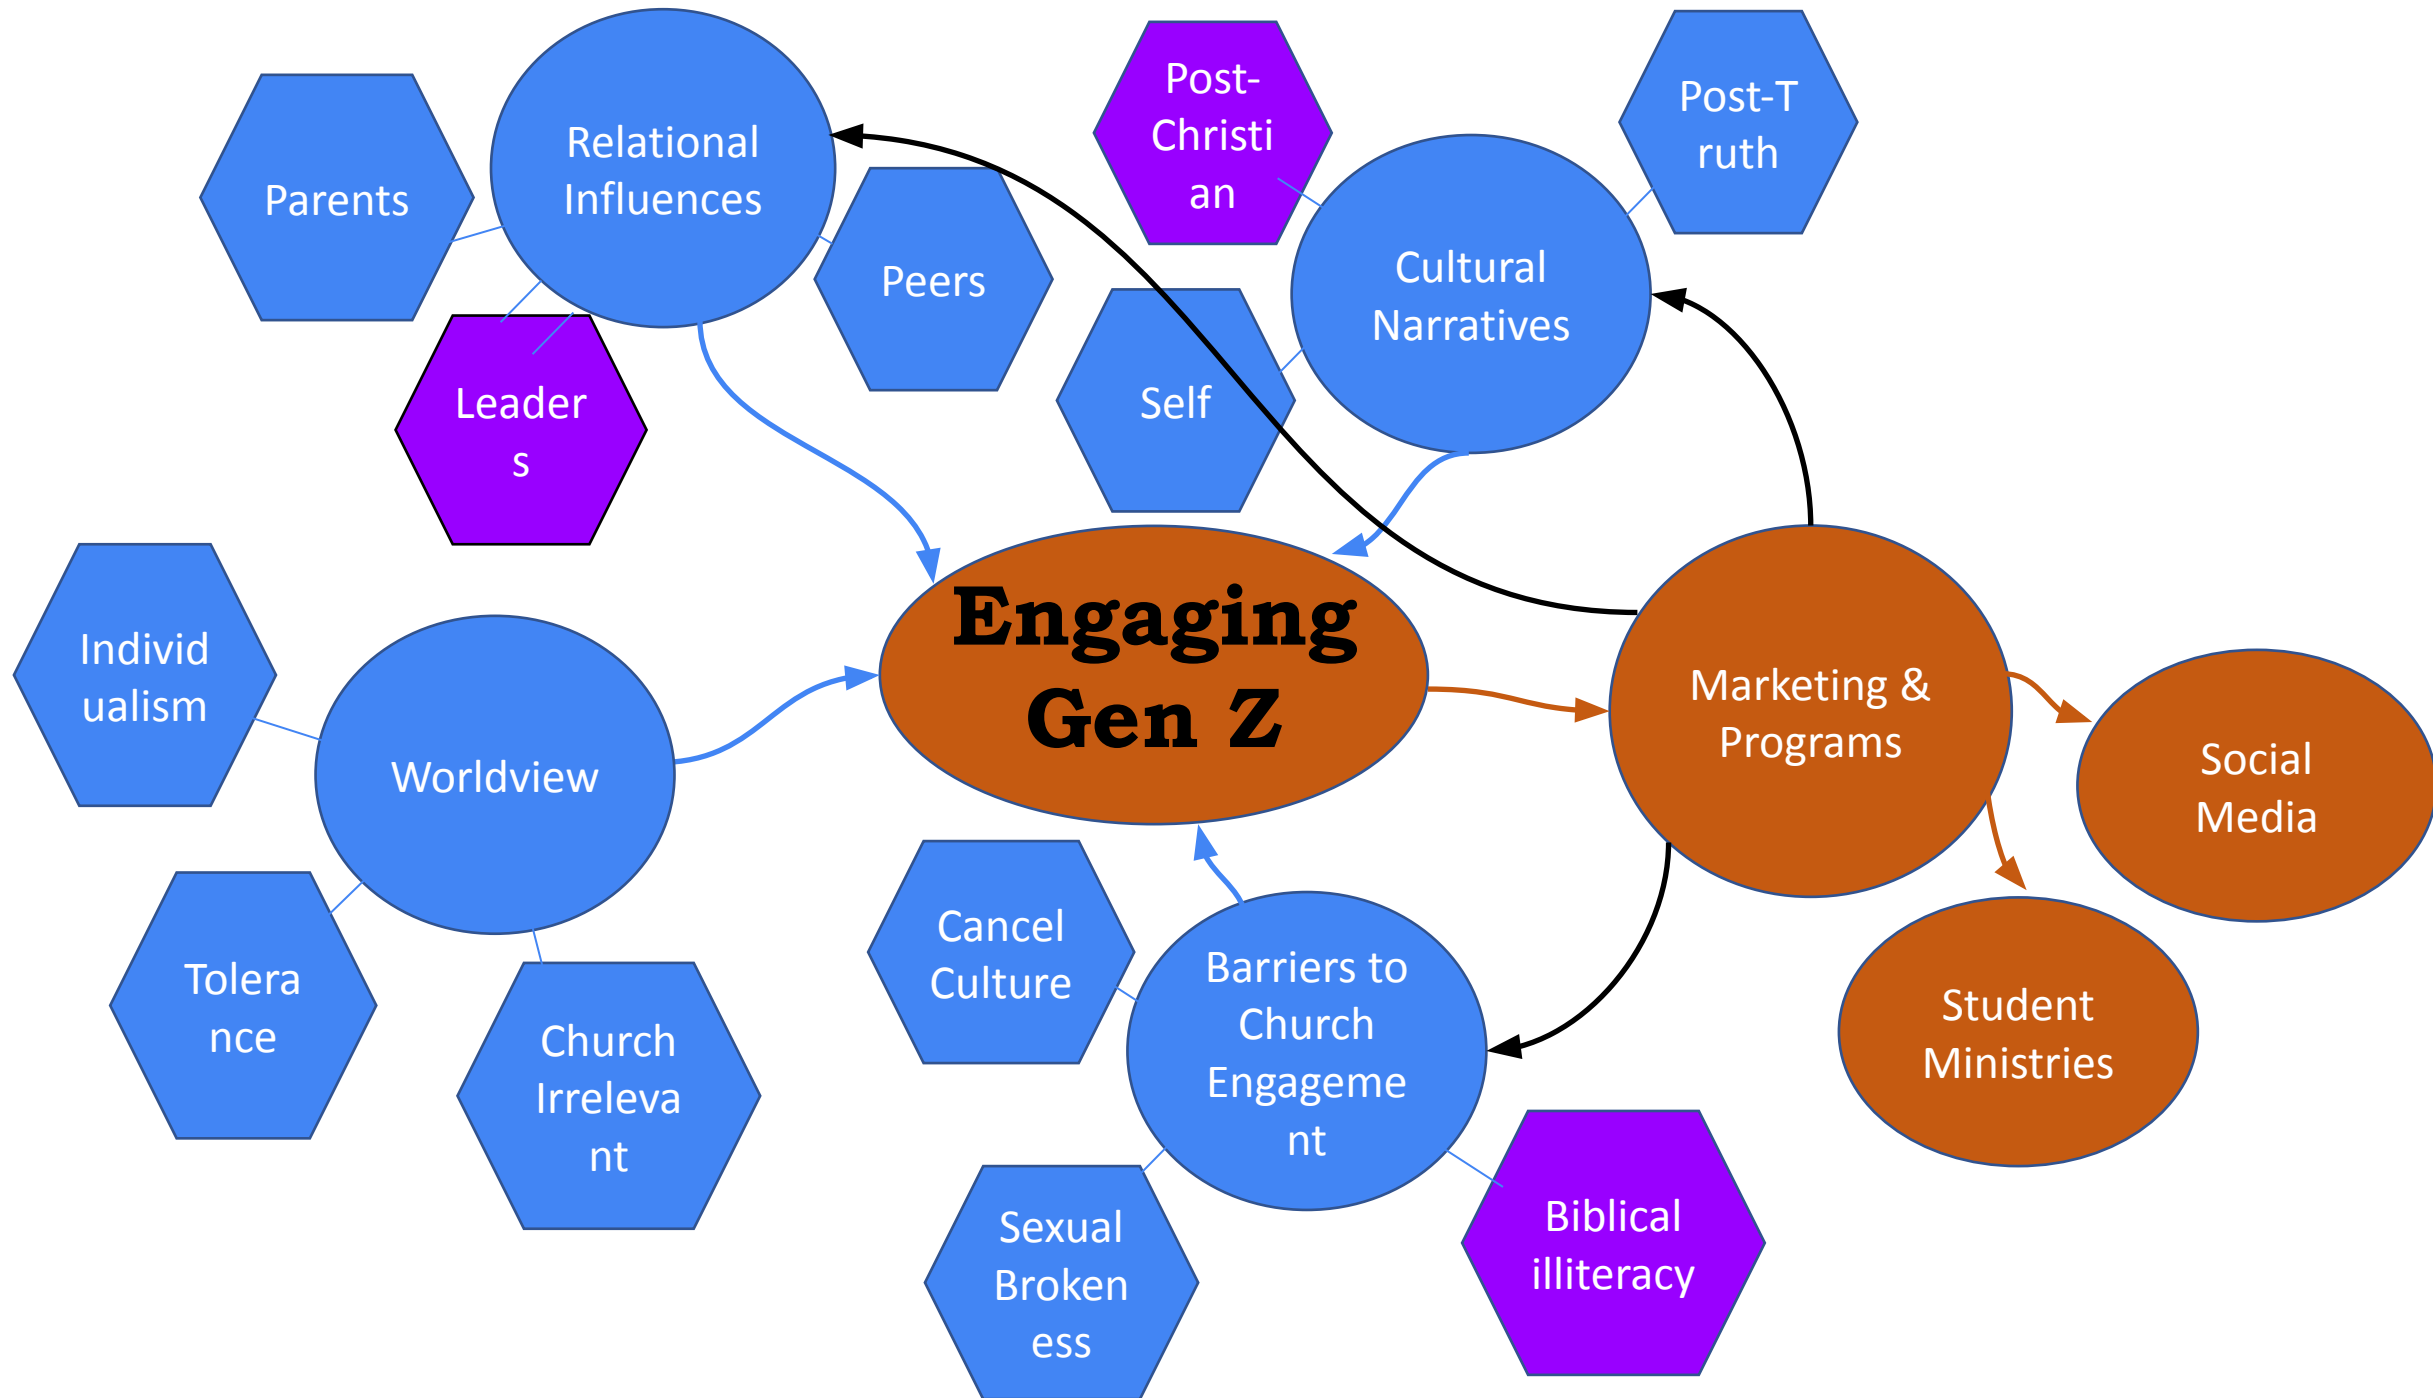 Relational
Influences
Parents
Peers
Leader
s
Post-
Christi
an
Post-T
ruth
Cultural
Narratives
Self
Engaging
Gen Z
Individ
ualism
Worldview
Tolera
nce
Church
Irreleva
nt
Marketing &
Programs
Social
Media
Student
Ministries
Cancel
Culture
Barriers to
Church
Engageme
nt
Sexual
Broken
ess
Biblical
illiteracy